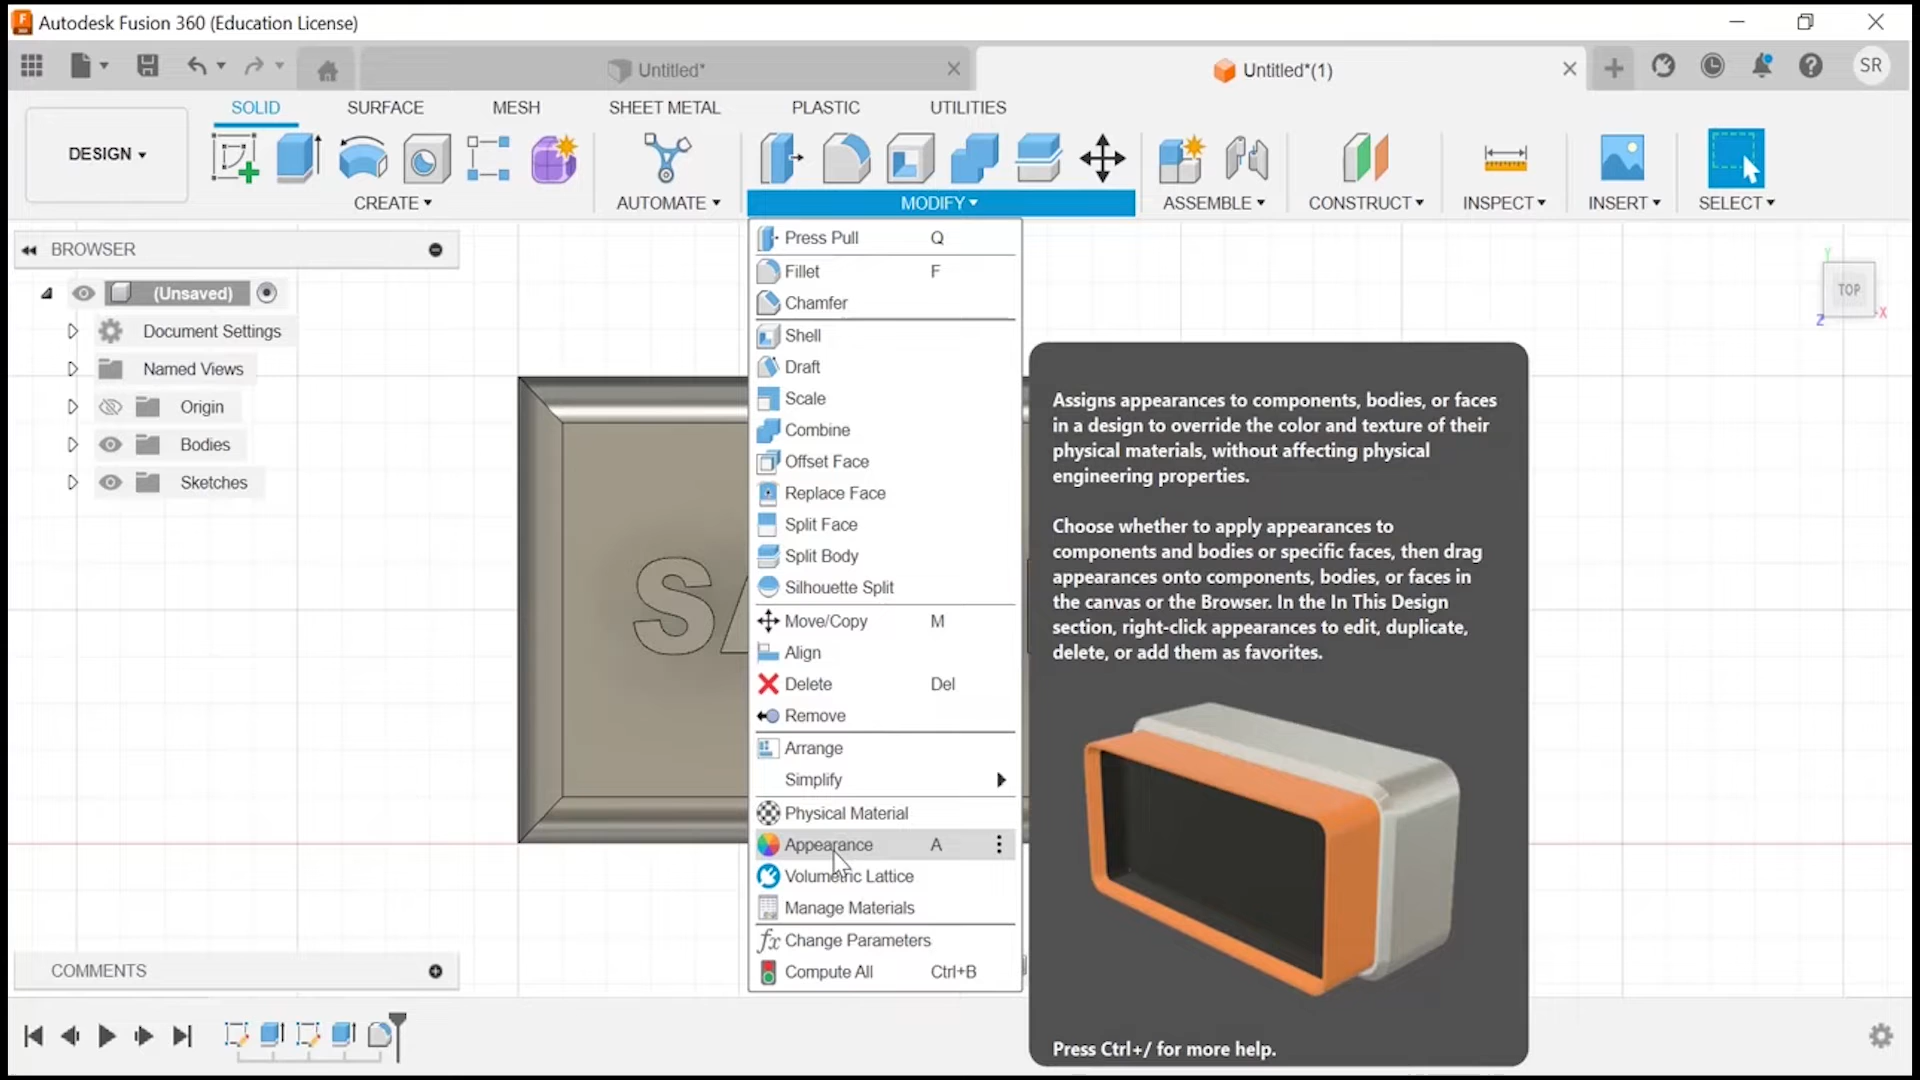 Autodesk Fusion 360 (Education License)
Untitled*
Untitled*(1)
SR
DESIGN
SOLID
SURFACE
MESH
SHEET METAL
PLASTIC
UTILITIES
CREATE
AUTOMATE
MODIFY
ASSEMBLE
CONSTRUCT
INSPECT
INSERT
SELECT
BROWSER
(Unsaved)
Document Settings
Named Views
Origin
Bodies
Sketches
Press Pull Q
Fillet F
Chamfer
Shell
Draft
Scale
Combine
Offset Face
Replace Face
Split Face
Split Body
Silhouette Split
Move/Copy M
Align
Delete Del
Remove
Arrange
Simplify
Physical Material
Appearance A
Volumetric Lattice
Manage Materials
Change Parameters
Compute All Ctrl+B
Assigns appearances to components, bodies, or faces
in a design to override the color and texture of their
physical materials, without affecting physical
engineering properties.
Choose whether to apply appearances to
components and bodies or specific faces, then drag
appearances onto components, bodies, or faces in
the canvas or the Browser. In the In This Design
section, right-click appearances to edit, duplicate,
delete, or add them as favorites.
Press Ctrl+/ for more help.
Y
TOP
X
Z
COMMENTS